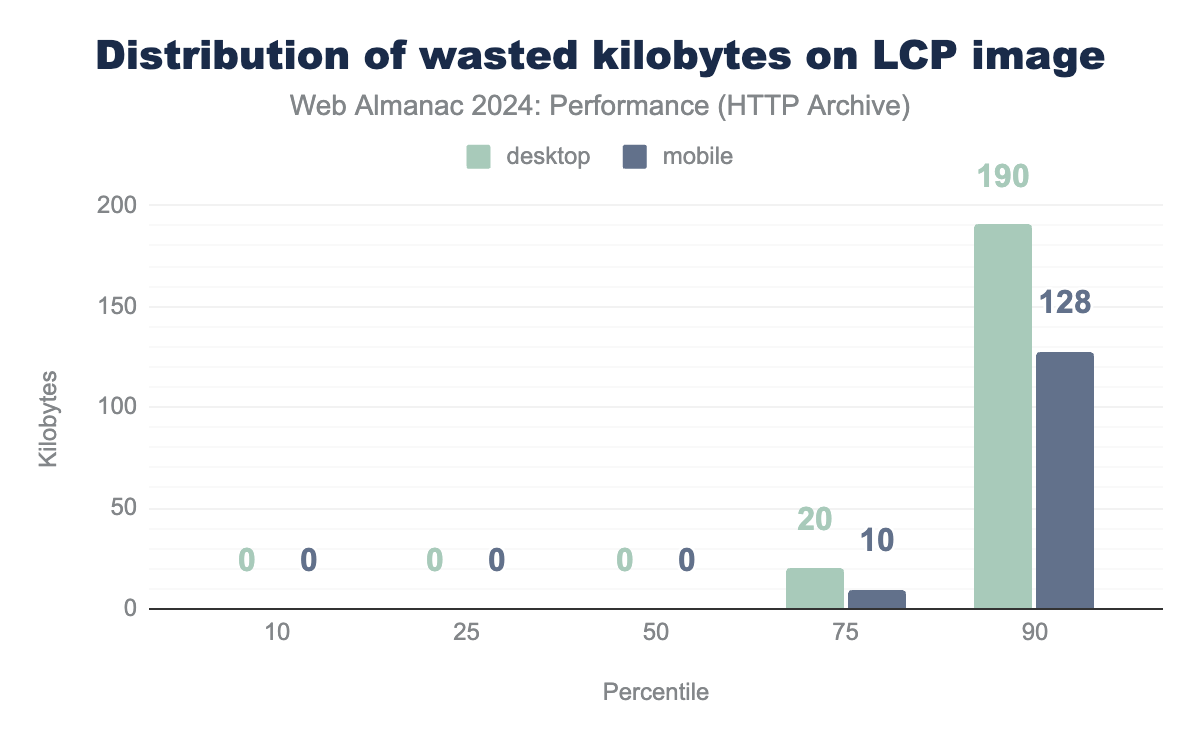 Distribution of wasted kilobytes on LCP image
Web Almanac 2024: Performance (HTTP Archive)
desktop mobile
190
200
150
128
100
50
20
10
0 0 0 0 0 0
0
10 25 50 75 90
Kilobytes
Percentile